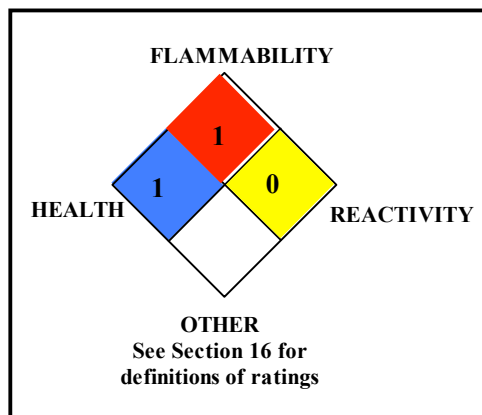 FLAMMABILITY
1
1
0
HEALTH
REACTIVITY
OTHER
See Section 16 for
definitions of ratings